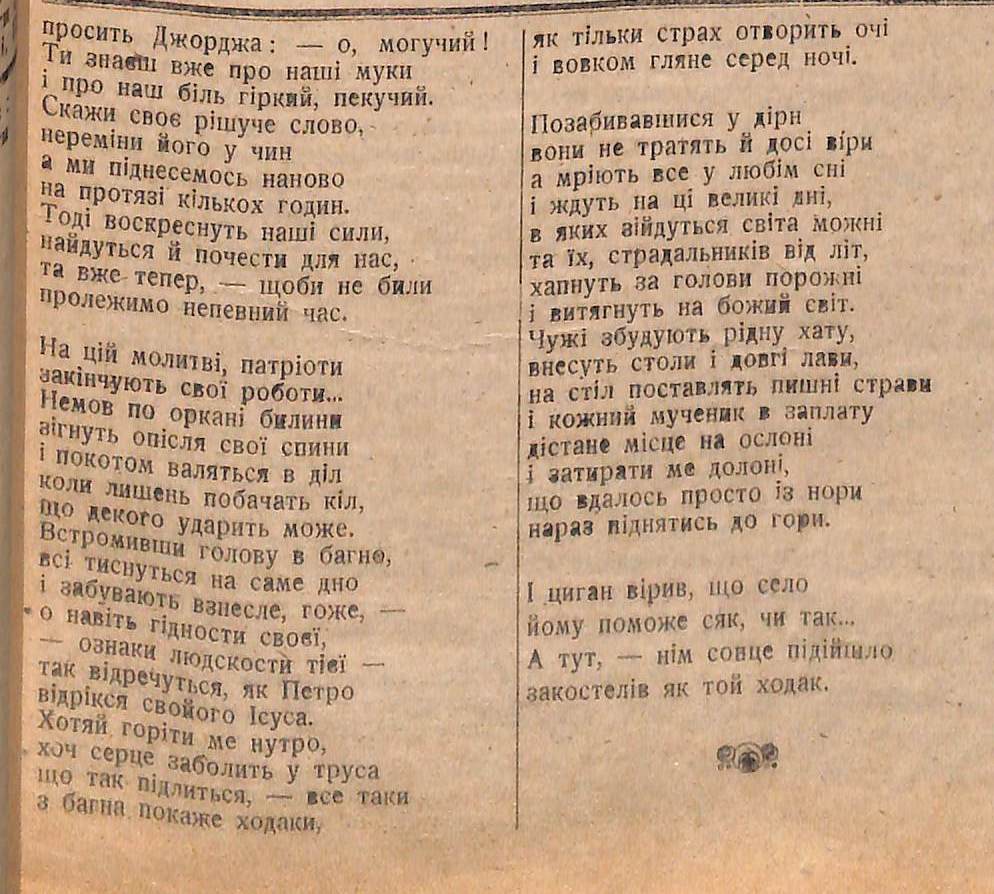 просить Джорджа: — о, могучий!
Ти знаєш вже про наші муки
і про наш біль гіркий, пекучий.
Скажи своє рішуче слово,
переміни його у чин
а ми піднесемось наново
на протязі кількох годин.
Тоді воскреснуть наші сили,
найдуться й почести для нас,
та вже тепер, — щоби не били
пролежимо непевний час.
На цій молитві, патріоти
закінчують свої роботи...
Немов по оркані билини
зігнуть опісля свої спини
і покотом валяться в діл
коли лишень побачать кіл,
що декого ударить може.
Встромивши голову в багно,
всі тиснуться на саме дно
і забувають взнесле, гоже, —
о навіть гідности своєї,
— ознаки людскости тієї —
так відречуться, як Петро
відрікся свойого Ісуса.
Хотяй горіти ме нутро,
хоч серце заболить у труса
що так підлиться, — все таки
з багна покаже ходаки,
як тільки страх отворить очі
і вовком гляне серед ночі.
Позабивавшися у діри
вони не тратять й досі віри
а мріють все у любім сні
і ждуть на ці великі дні,
в яких зійдуться світа можні
та їх, страдальників від літ,
хапнуть за голови порожні
і витягнуть на божий світ.
Чужі збудують рідну хату,
внесуть столи і довгі лави,
на стіл поставлять пишні страви
і кожний мученик в заплату
дістане місце на ослоні
і затирати ме долоні,
що вдалось просто із нори
нараз піднятись до гори.
І циган вірив, що село
йому поможе сяк, чи так...
А тут, — нім сонце підійшло
закостелів як той ходак.